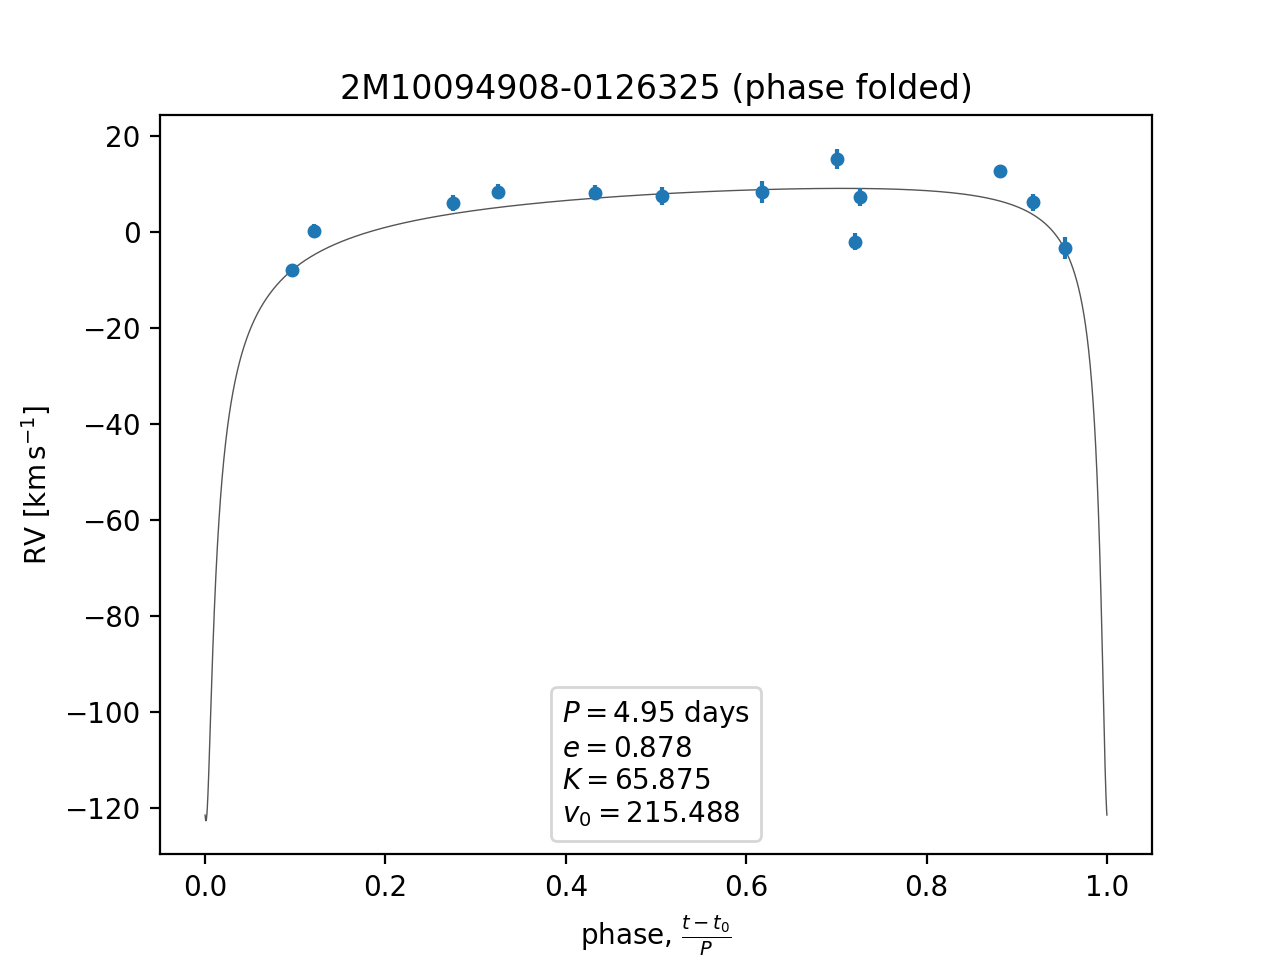 2M10094908-0126325 (phase folded)
20
0
−20
−40
−60
−80
−100
−120
RV [km s⁻¹]
P = 4.95 days
e = 0.878
K = 65.875
v₀ = 215.488
0.0 0.2 0.4 0.6 0.8 1.0
phase, (t − t₀)/P